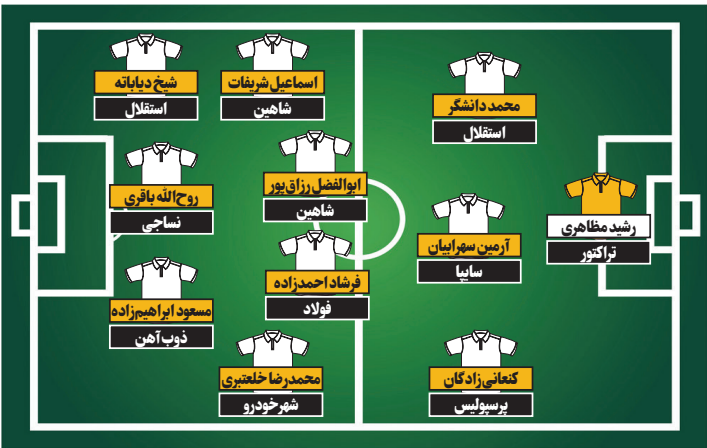 شیخ دیاباته
استقلال
اسماعیل شریفات
شاهین
محمد دانشگر
استقلال
روح‌الله باقری
نساجی
ابوالفضل رزاق‌پور
شاهین
رشید مظاهری
تراکتور
آرمین سهرابیان
سایپا
فرشاد احمدزاده
فولاد
مسعود ابراهیم‌زاده
ذوب‌آهن
محمدرضا خلعتبری
شهرخودرو
کنعانی‌زادگان
پرسپولیس